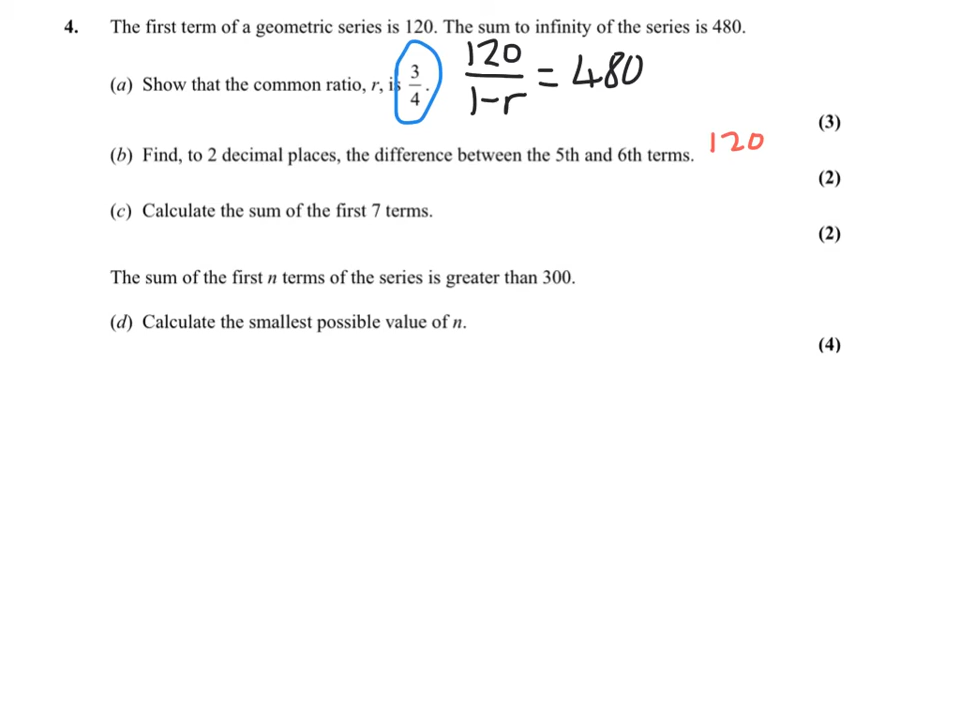 4. The first term of a geometric series is 120. The sum to infinity of the series is 480.
(a) Show that the common ratio, r, is 3/4. 120/1-r = 480
(3)
(b) Find, to 2 decimal places, the difference between the 5th and 6th terms. 120
(2)
(c) Calculate the sum of the first 7 terms.
(2)
The sum of the first n terms of the series is greater than 300.
(d) Calculate the smallest possible value of n.
(4)